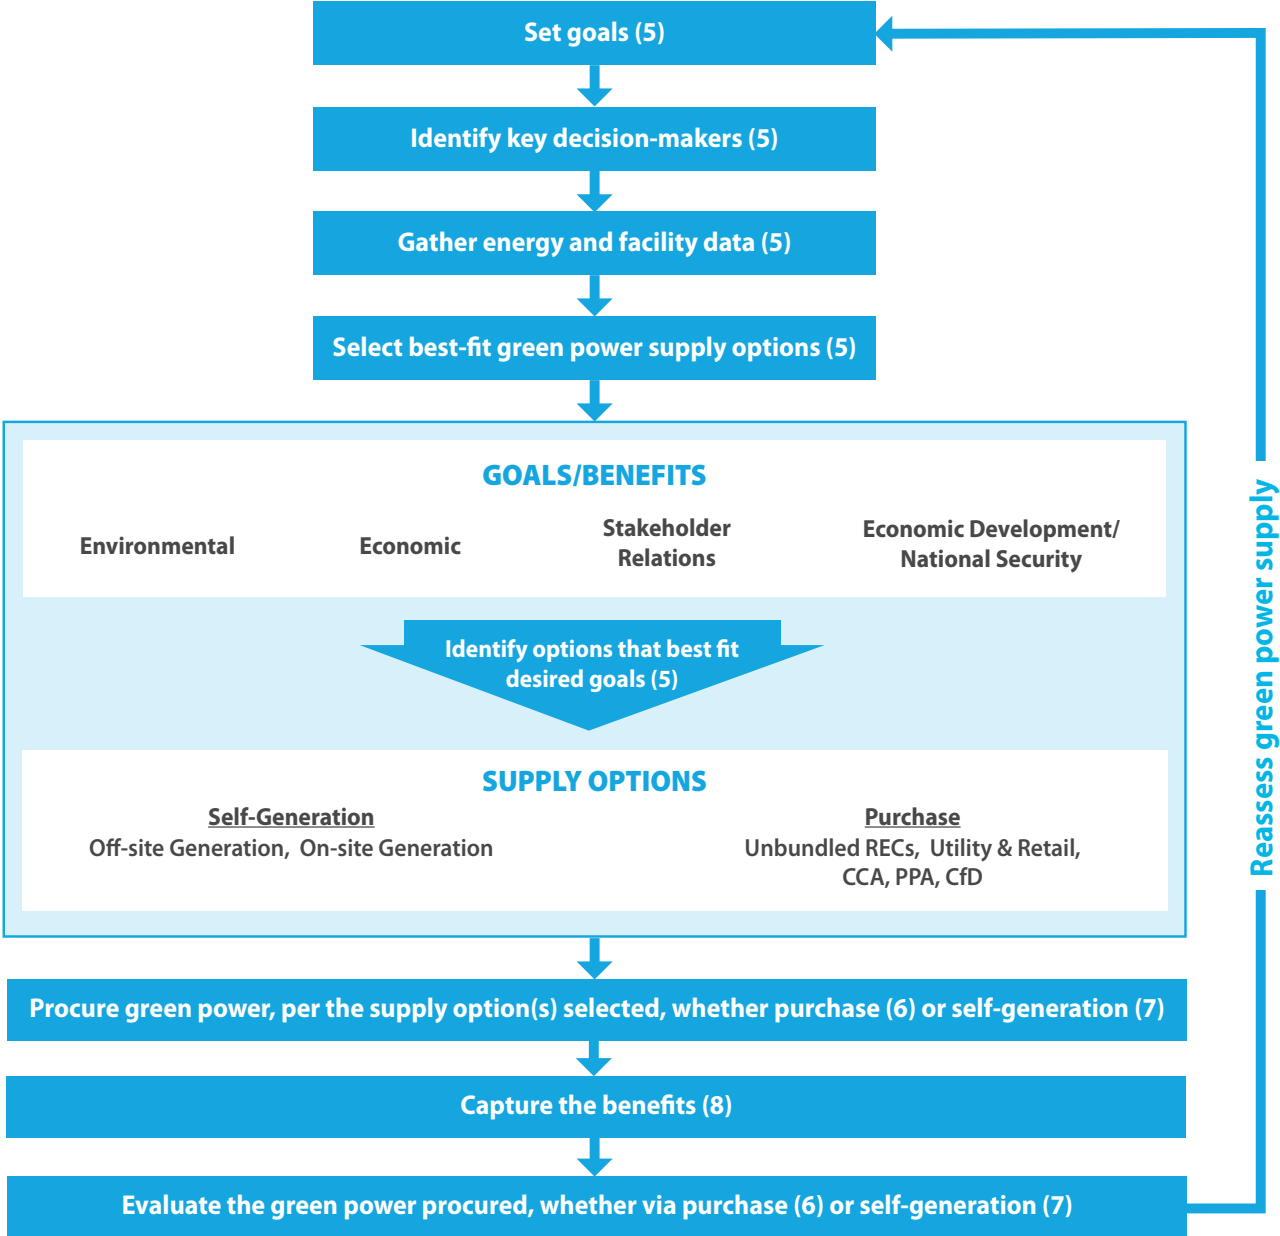 Set goals (5)
Identify key decision-makers (5)
Gather energy and facility data (5)
Select best-fit green power supply options (5)
GOALS/BENEFITS
Environmental
Economic
Stakeholder
Relations
Economic Development/
National Security
Identify options that best fit
desired goals (5)
SUPPLY OPTIONS
Self-Generation
Off-site Generation, On-site Generation
Purchase
Unbundled RECs, Utility & Retail,
CCA, PPA, CfD
Procure green power, per the supply option(s) selected, whether purchase (6) or self-generation (7)
Capture the benefits (8)
Evaluate the green power procured, whether via purchase (6) or self-generation (7)
Reassess green power supply